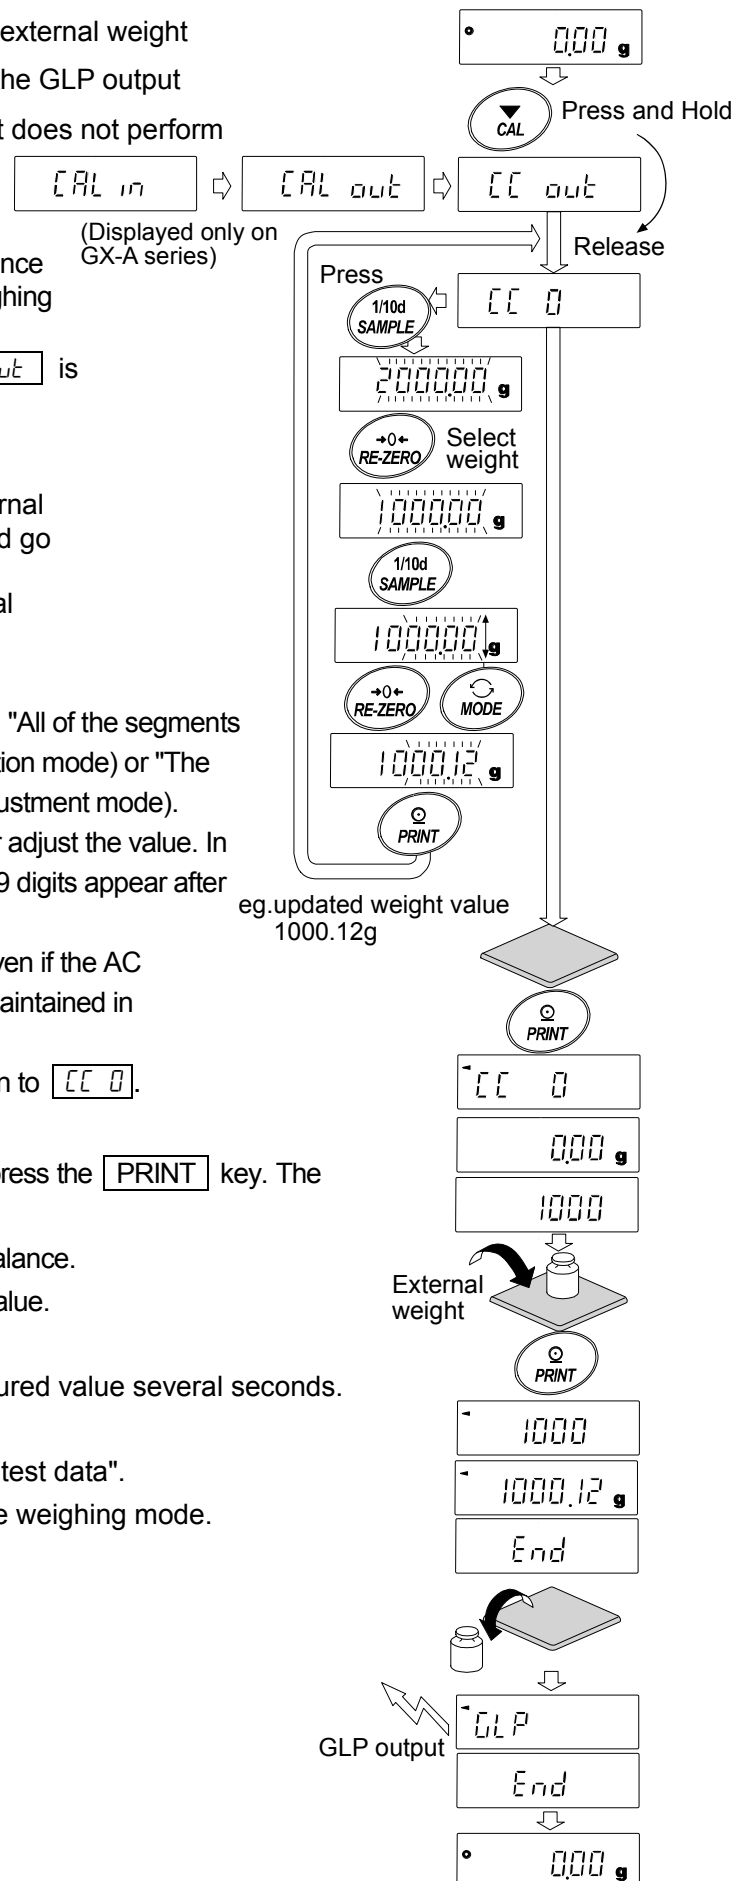 external weight
0.00 g
he GLP output
CAL
Press and Hold
t does not perform
CAL in
CAL out
CC out
(Displayed only on
GX-A series)
Release
nce
hing
Press
CC 0
1/10d
SAMPLE
ut is
2000.00 g
→0←
RE-ZERO
Select
weight
rnal
1000.00 g
d go
1/10d
SAMPLE
al
1000.00 g
→0←
RE-ZERO
MODE
"All of the segments
1000.12 g
tion mode) or "The
ustment mode).
PRINT
r adjust the value. In
9 digits appear after
eg.updated weight value
1000.12g
ven if the AC
aintained in
PRINT
n to CC 0.
CC 0
0.00 g
ress the PRINT key. The
1000
alance.
External
weight
alue.
PRINT
ured value several seconds.
1000
test data".
1000.12 g
e weighing mode.
End
GLP
GLP output
End
0.00 g